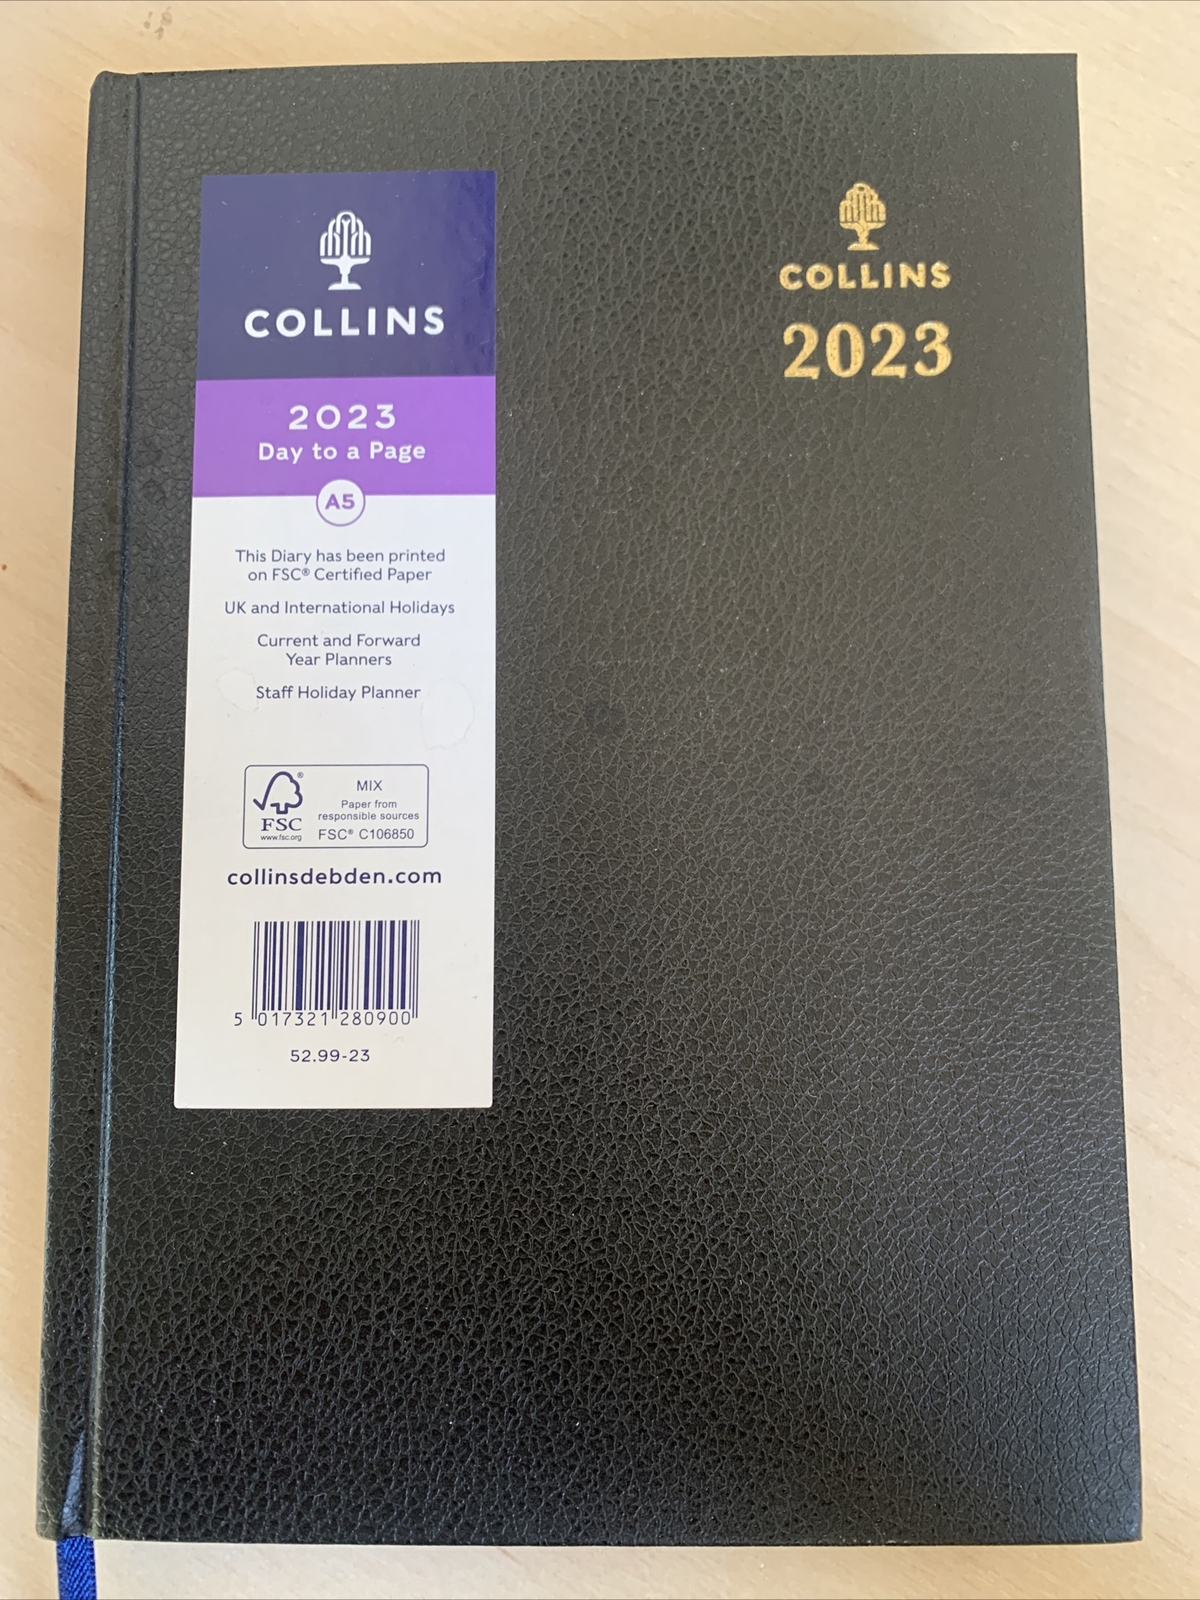 COLLINS
2023
Day to a Page
A5
This Diary has been printed
on FSC® Certified Paper
UK and International Holidays
Current and Forward
Year Planners
Staff Holiday Planner
®
FSC
www.fsc.org
MIX
Paper from
responsible sources
FSC® C106850
collinsdebden.com
5 017321 280900
52.99-23
COLLINS
2023